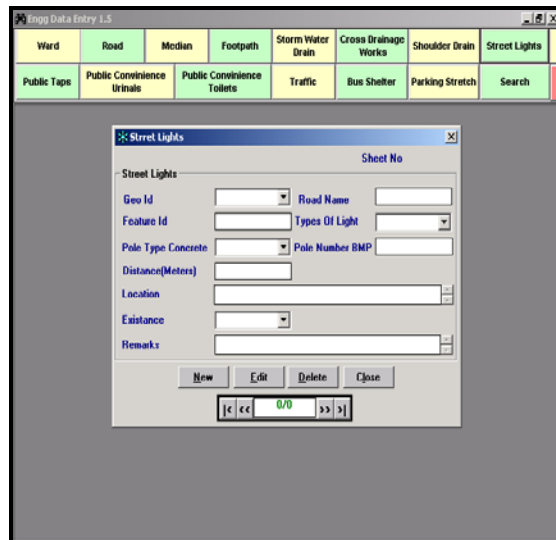 Engg Data Entry 1.5
Ward Road Median Footpath Storm Water Drain Cross Drainage Works Shoulder Drain Street Lights
Public Taps Public Convinience Urinals Public Convinience Toilets Traffic Bus Shelter Parking Stretch Search
Strret Lights
Sheet No
Street Lights
Geo Id Road Name
Feature Id Types Of Light
Pole Type Concrete Pole Number BMP
Distance(Meters)
Location
Existance
Remarks
New Edit Delete Close
|< << 0/0 >> >|